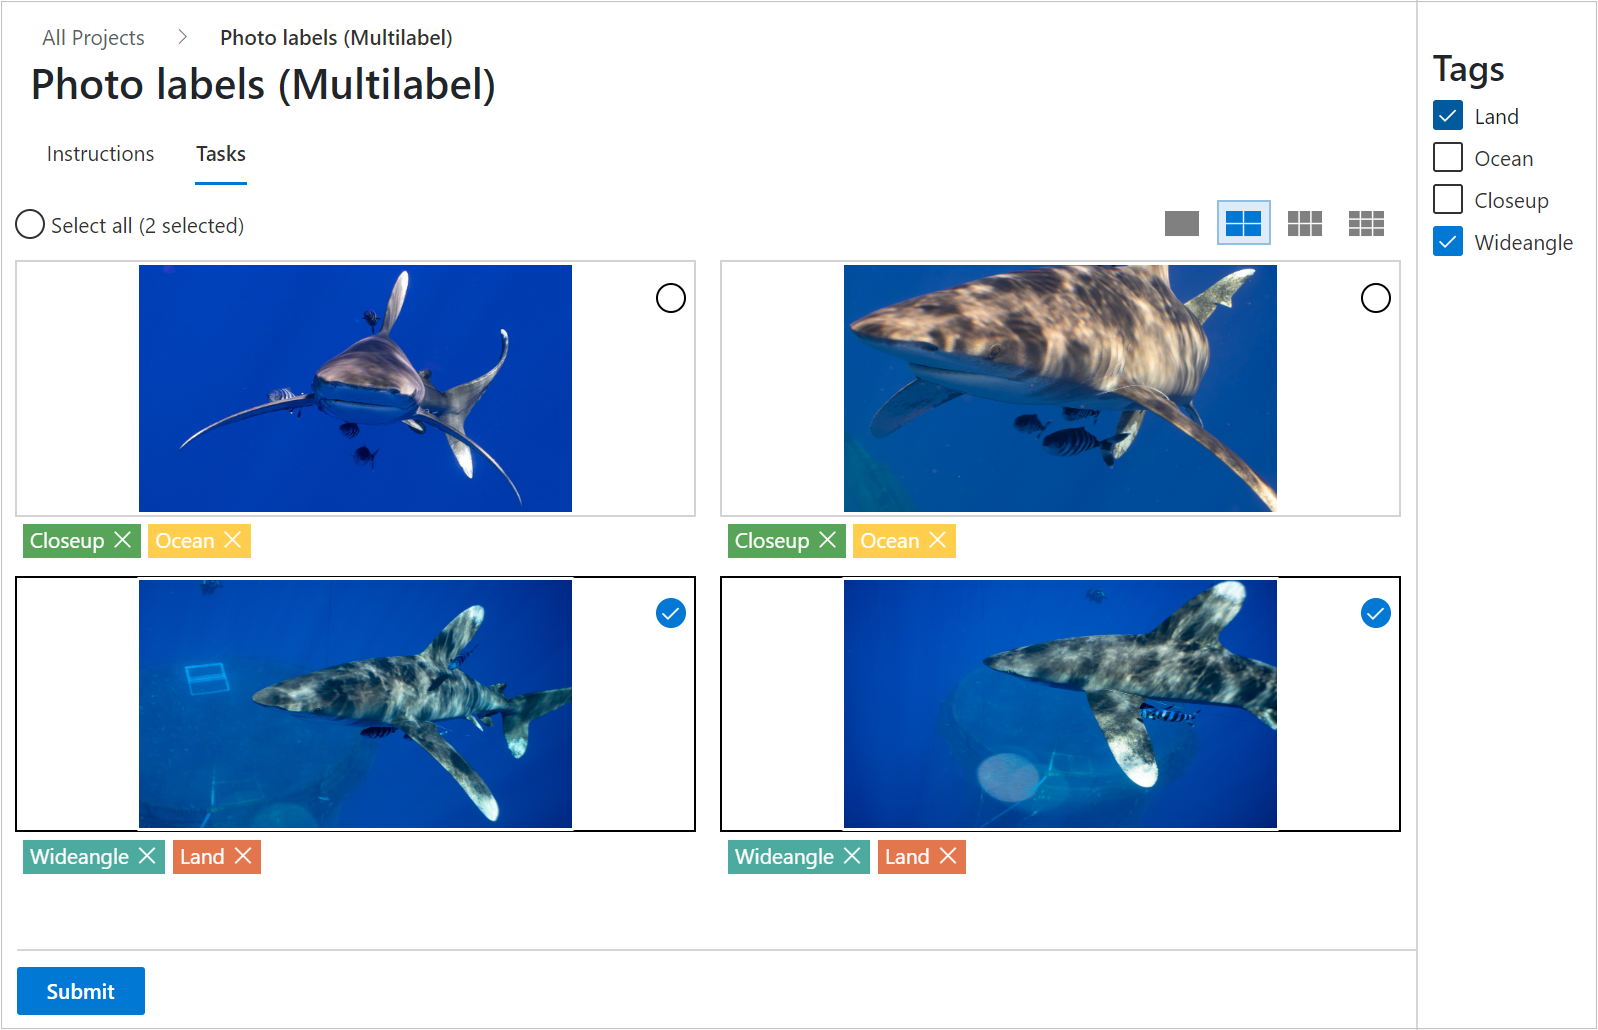 All Projects > Photo labels (Multilabel)
Photo labels (Multilabel)
Instructions Tasks
Select all (2 selected)
Closeup Ocean
Closeup Ocean
Wideangle Land
Wideangle Land
Submit
Tags
Land
Ocean
Closeup
Wideangle